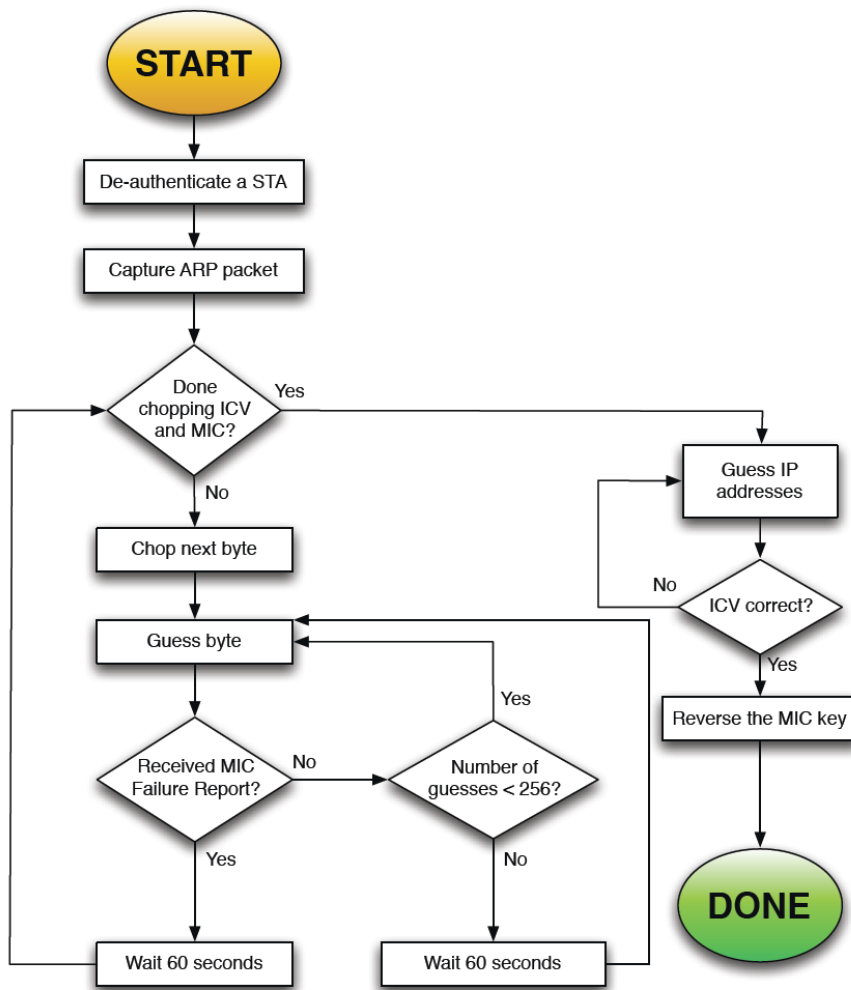 START
De-authenticate a STA
Capture ARP packet
Done
chopping ICV
and MIC?
Yes
No
Guess IP
addresses
Chop next byte
No
ICV correct?
Guess byte
Yes
Yes
Reverse the MIC key
Received MIC
Failure Report?
No
Number of
guesses < 256?
Yes
No
DONE
Wait 60 seconds
Wait 60 seconds